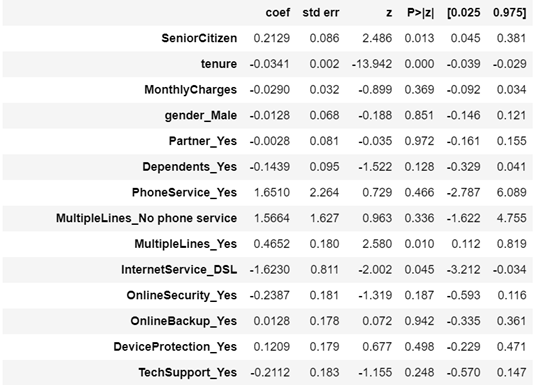 coef std err z P>|z| [0.025 0.975]
SeniorCitizen 0.2129 0.086 2.486 0.013 0.045 0.381
tenure -0.0341 0.002 -13.942 0.000 -0.039 -0.029
MonthlyCharges -0.0290 0.032 -0.899 0.369 -0.092 0.034
gender_Male -0.0128 0.068 -0.188 0.851 -0.146 0.121
Partner_Yes -0.0028 0.081 -0.035 0.972 -0.161 0.155
Dependents_Yes -0.1439 0.095 -1.522 0.128 -0.329 0.041
PhoneService_Yes 1.6510 2.264 0.729 0.466 -2.787 6.089
MultipleLines_No phone service 1.5664 1.627 0.963 0.336 -1.622 4.755
MultipleLines_Yes 0.4652 0.180 2.580 0.010 0.112 0.819
InternetService_DSL -1.6230 0.811 -2.002 0.045 -3.212 -0.034
OnlineSecurity_Yes -0.2387 0.181 -1.319 0.187 -0.593 0.116
OnlineBackup_Yes 0.0128 0.178 0.072 0.942 -0.335 0.361
DeviceProtection_Yes 0.1209 0.179 0.677 0.498 -0.229 0.471
TechSupport_Yes -0.2112 0.183 -1.155 0.248 -0.570 0.147